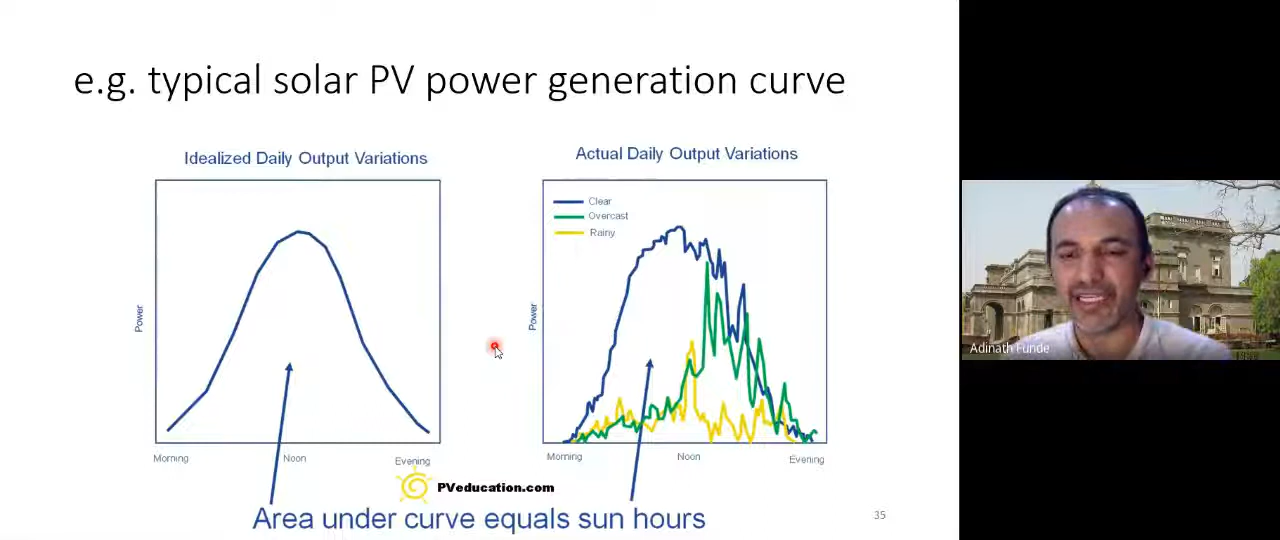 e.g. typical solar PV power generation curve
Idealized Daily Output Variations
Power
Morning
Noon
Evening
Actual Daily Output Variations
Clear
Overcast
Rainy
Power
Morning
Noon
Evening
PVeducation.com
Area under curve equals sun hours
35
Adinath Funde